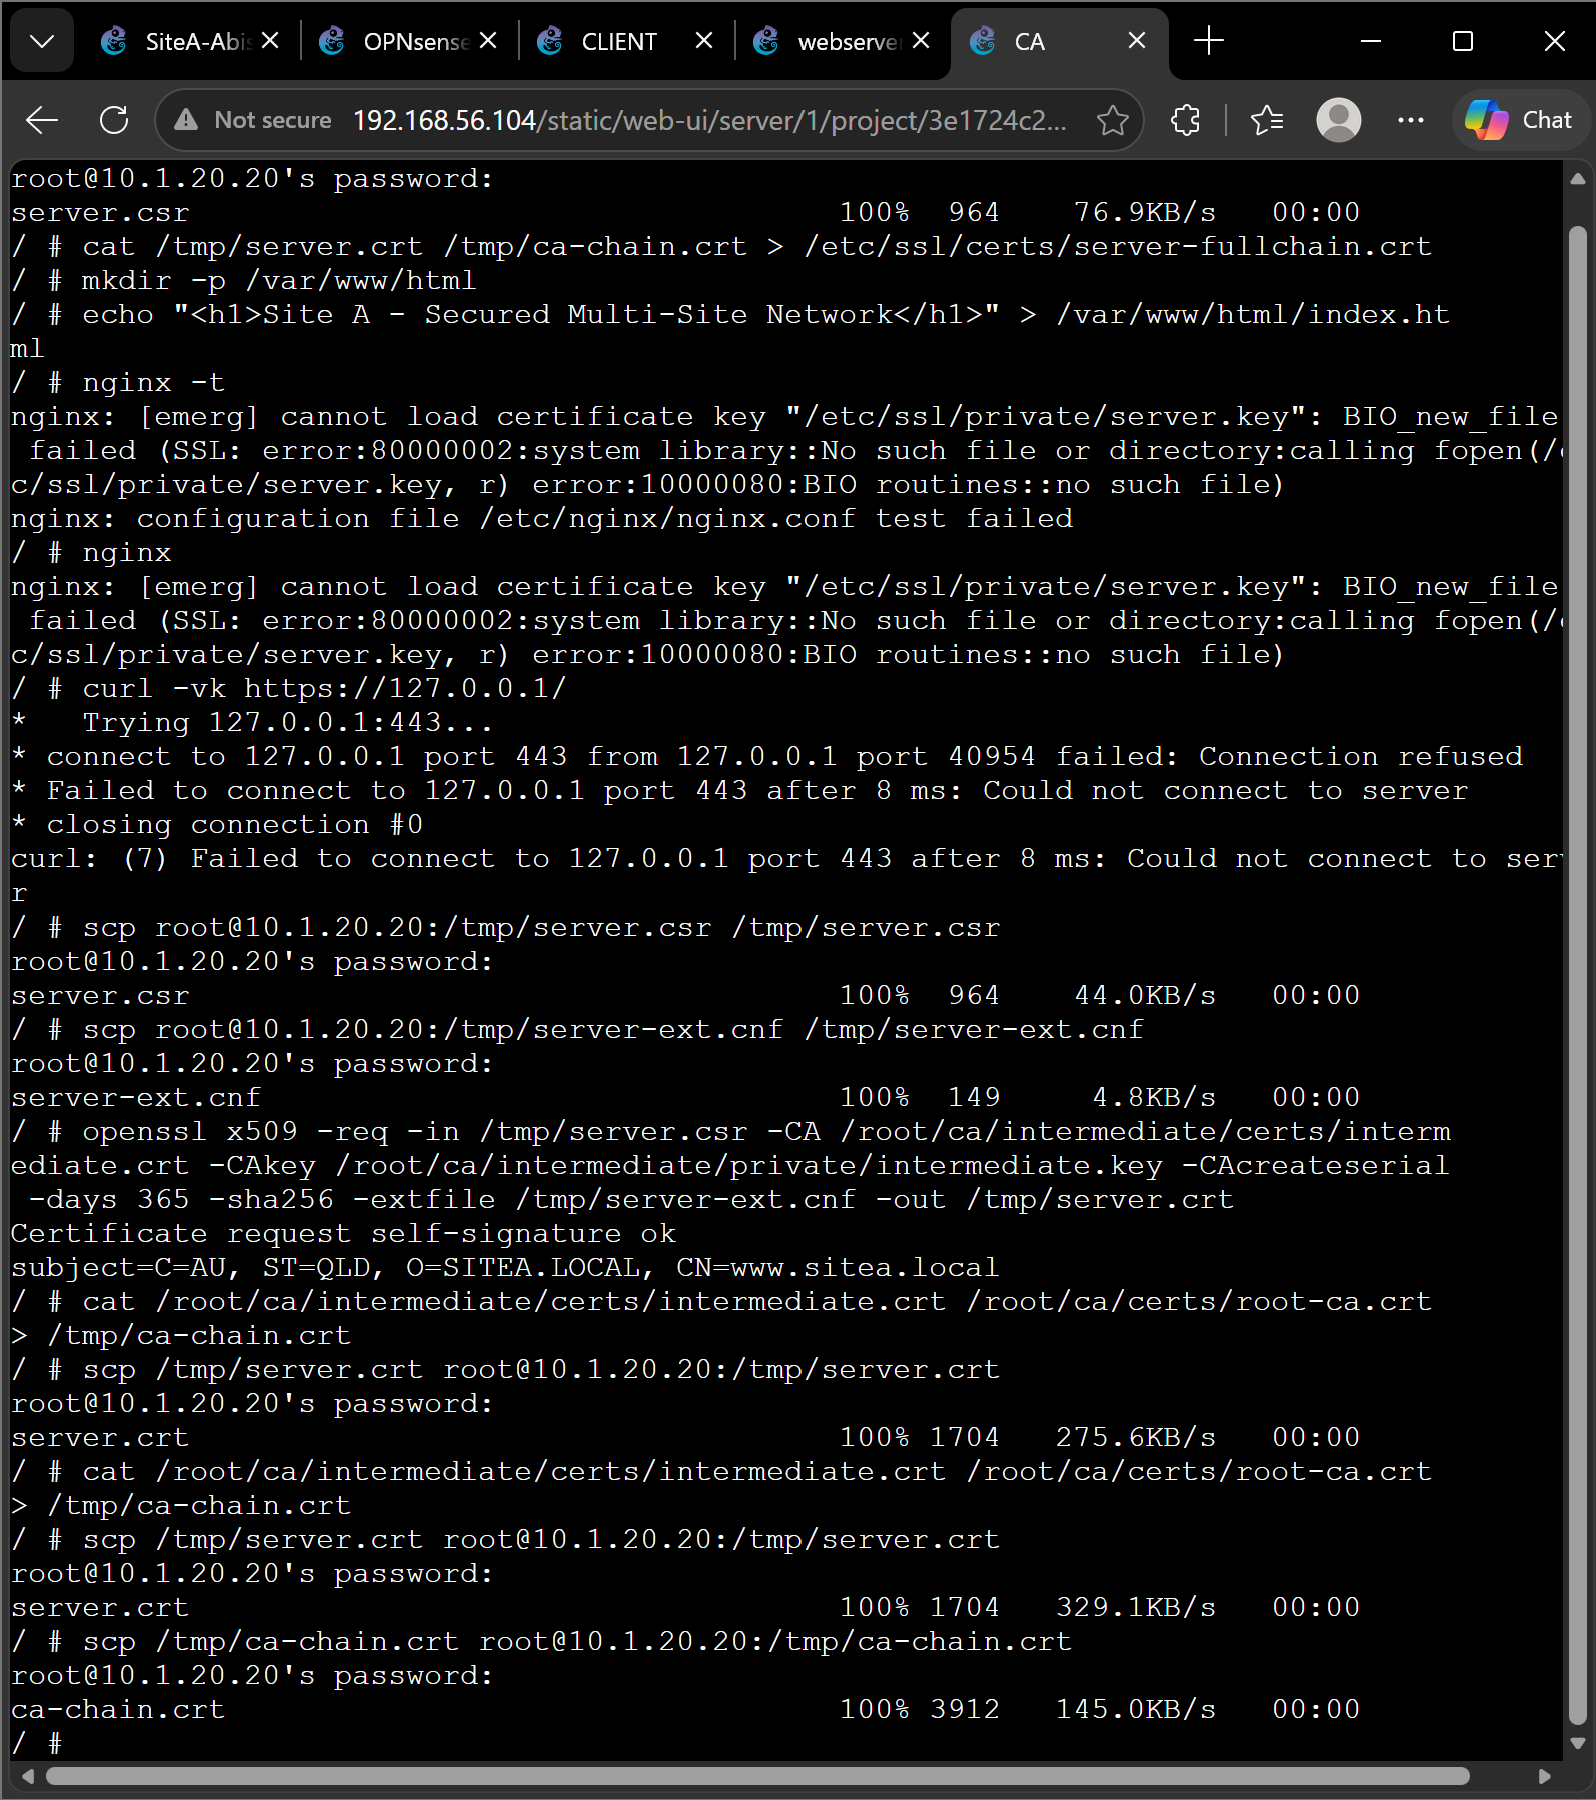 SiteA-Abis
OPNsense
CLIENT
webserve
CA
Not secure 192.168.56.104/static/web-ui/server/1/project/3e1724c2...
Chat
root@10.1.20.20's password:
server.csr 100% 964 76.9KB/s 00:00
/ # cat /tmp/server.crt /tmp/ca-chain.crt > /etc/ssl/certs/server-fullchain.crt
/ # mkdir -p /var/www/html
/ # echo "<h1>Site A - Secured Multi-Site Network</h1>" > /var/www/html/index.ht
ml
/ # nginx -t
nginx: [emerg] cannot load certificate key "/etc/ssl/private/server.key": BIO_new_file
failed (SSL: error:80000002:system library::No such file or directory:calling fopen(/
c/ssl/private/server.key, r) error:10000080:BIO routines::no such file)
nginx: configuration file /etc/nginx/nginx.conf test failed
/ # nginx
nginx: [emerg] cannot load certificate key "/etc/ssl/private/server.key": BIO_new_file
failed (SSL: error:80000002:system library::No such file or directory:calling fopen(/
c/ssl/private/server.key, r) error:10000080:BIO routines::no such file)
/ # curl -vk https://127.0.0.1/
*   Trying 127.0.0.1:443...
* connect to 127.0.0.1 port 443 from 127.0.0.1 port 40954 failed: Connection refused
* Failed to connect to 127.0.0.1 port 443 after 8 ms: Could not connect to server
* closing connection #0
curl: (7) Failed to connect to 127.0.0.1 port 443 after 8 ms: Could not connect to serv
r
/ # scp root@10.1.20.20:/tmp/server.csr /tmp/server.csr
root@10.1.20.20's password:
server.csr 100% 964 44.0KB/s 00:00
/ # scp root@10.1.20.20:/tmp/server-ext.cnf /tmp/server-ext.cnf
root@10.1.20.20's password:
server-ext.cnf 100% 149 4.8KB/s 00:00
/ # openssl x509 -req -in /tmp/server.csr -CA /root/ca/intermediate/certs/interm
ediate.crt -CAkey /root/ca/intermediate/private/intermediate.key -CAcreateserial
-days 365 -sha256 -extfile /tmp/server-ext.cnf -out /tmp/server.crt
Certificate request self-signature ok
subject=C=AU, ST=QLD, O=SITEA.LOCAL, CN=www.sitea.local
/ # cat /root/ca/intermediate/certs/intermediate.crt /root/ca/certs/root-ca.crt
> /tmp/ca-chain.crt
/ # scp /tmp/server.crt root@10.1.20.20:/tmp/server.crt
root@10.1.20.20's password:
server.crt 100% 1704 275.6KB/s 00:00
/ # cat /root/ca/intermediate/certs/intermediate.crt /root/ca/certs/root-ca.crt
> /tmp/ca-chain.crt
/ # scp /tmp/server.crt root@10.1.20.20:/tmp/server.crt
root@10.1.20.20's password:
server.crt 100% 1704 329.1KB/s 00:00
/ # scp /tmp/ca-chain.crt root@10.1.20.20:/tmp/ca-chain.crt
root@10.1.20.20's password:
ca-chain.crt 100% 3912 145.0KB/s 00:00
/ #